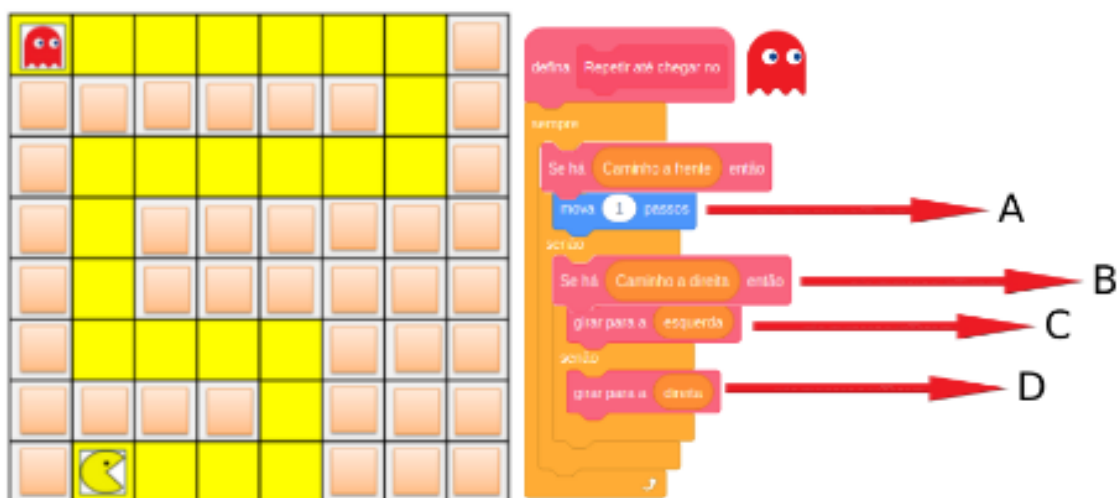 defina Repetir até chegar no
sempre
Se há Caminho a frente então
mova 1 passos
A
senão
Se há Caminho a direita então
B
girar para a esquerda
C
senão
girar para a direita
D